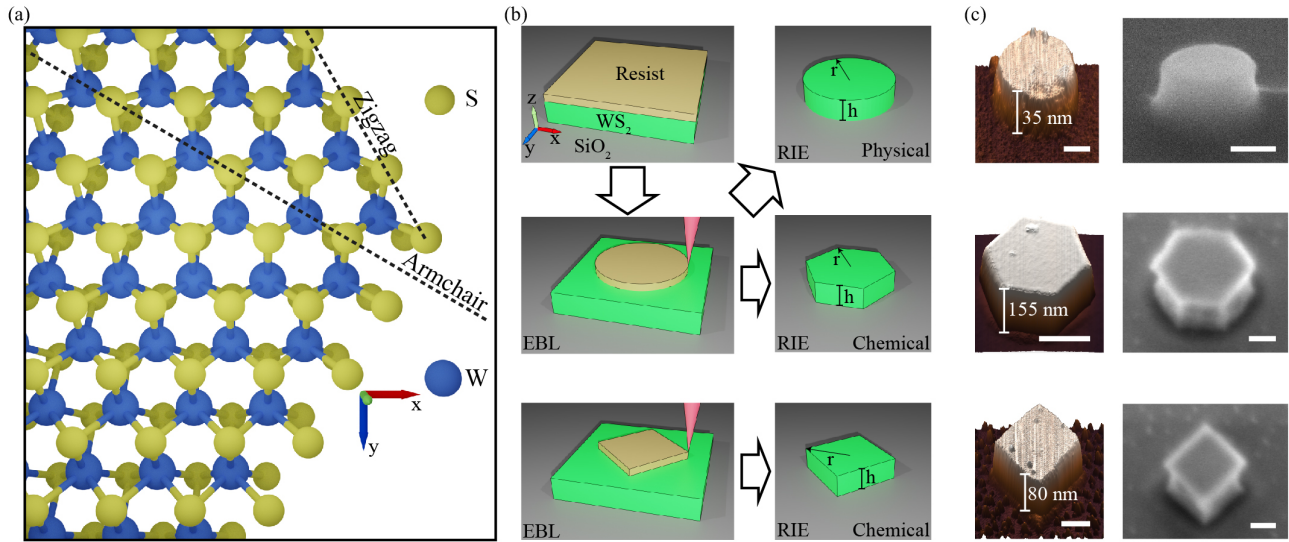 (a)
Zigzag
Armchair
S
W
x
y
(b)
Resist
WS₂
SiO₂
z
x
y
r
h
RIE Physical
EBL
r
h
RIE Chemical
EBL
r
h
RIE Chemical
(c)
35 nm
155 nm
80 nm